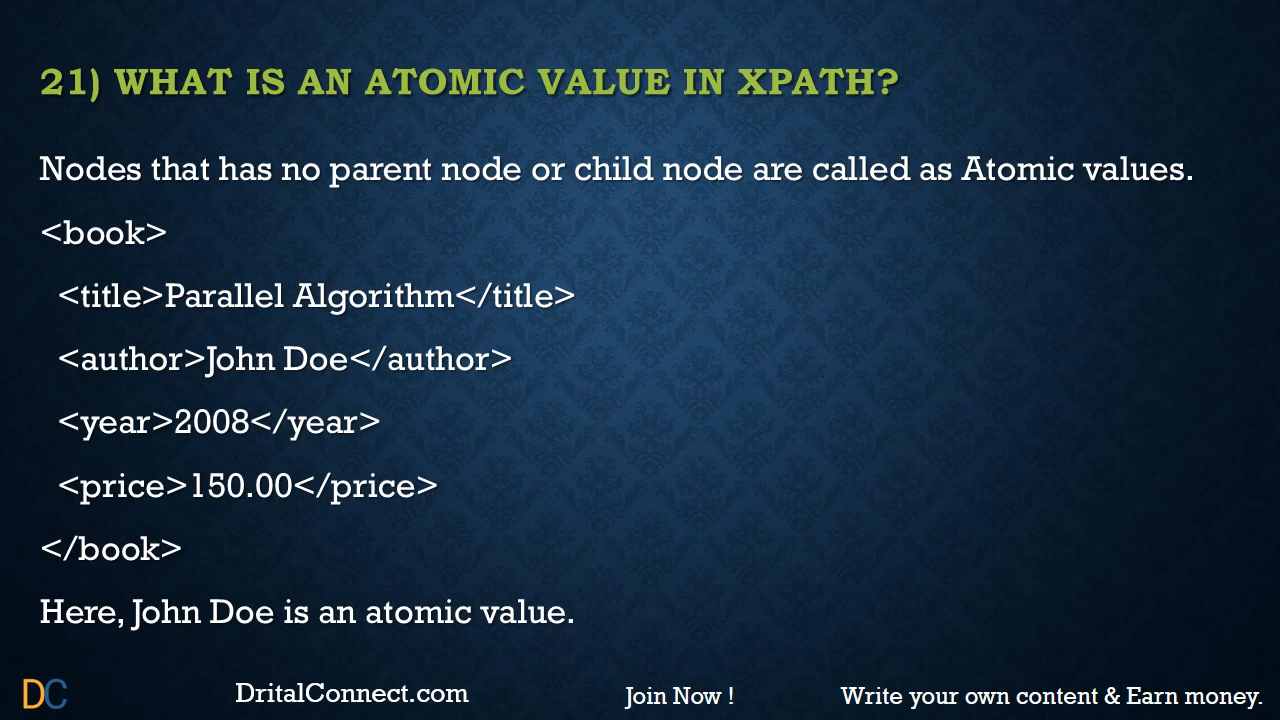 21) WHAT IS AN ATOMIC VALUE IN XPATH?
Nodes that has no parent node or child node are called as Atomic values.
<book>
<title>Parallel Algorithm</title>
<author>John Doe</author>
<year>2008</year>
<price>150.00</price>
</book>
Here, John Doe is an atomic value.
DC DritalConnect.com Join Now ! Write your own content & Earn money.